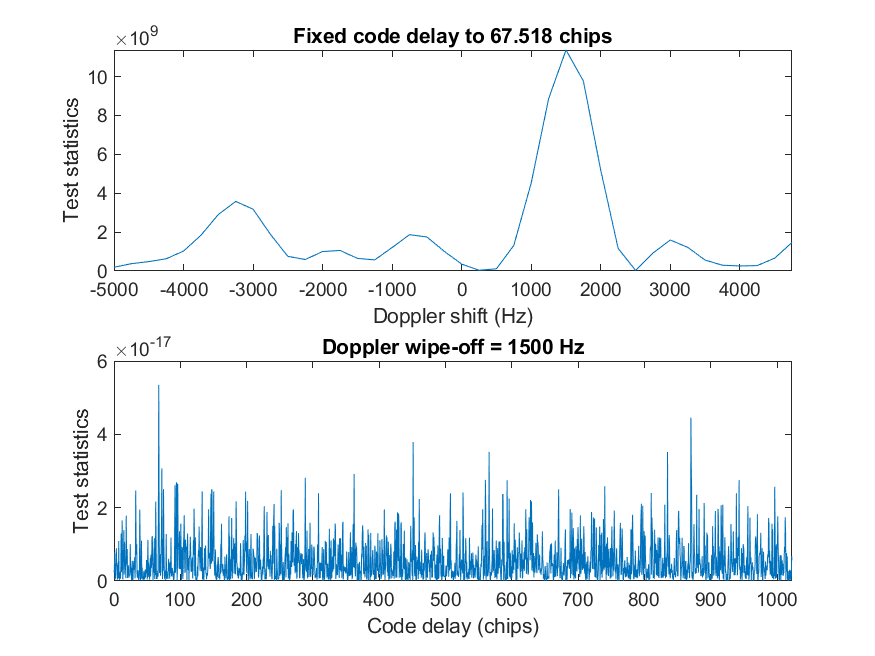 ×10^9
Fixed code delay to 67.518 chips
10
8
6
4
2
0
Test statistics
-5000 -4000 -3000 -2000 -1000 0 1000 2000 3000 4000
Doppler shift (Hz)
×10^-17
Doppler wipe-off = 1500 Hz
6
4
2
0
Test statistics
0 100 200 300 400 500 600 700 800 900 1000
Code delay (chips)